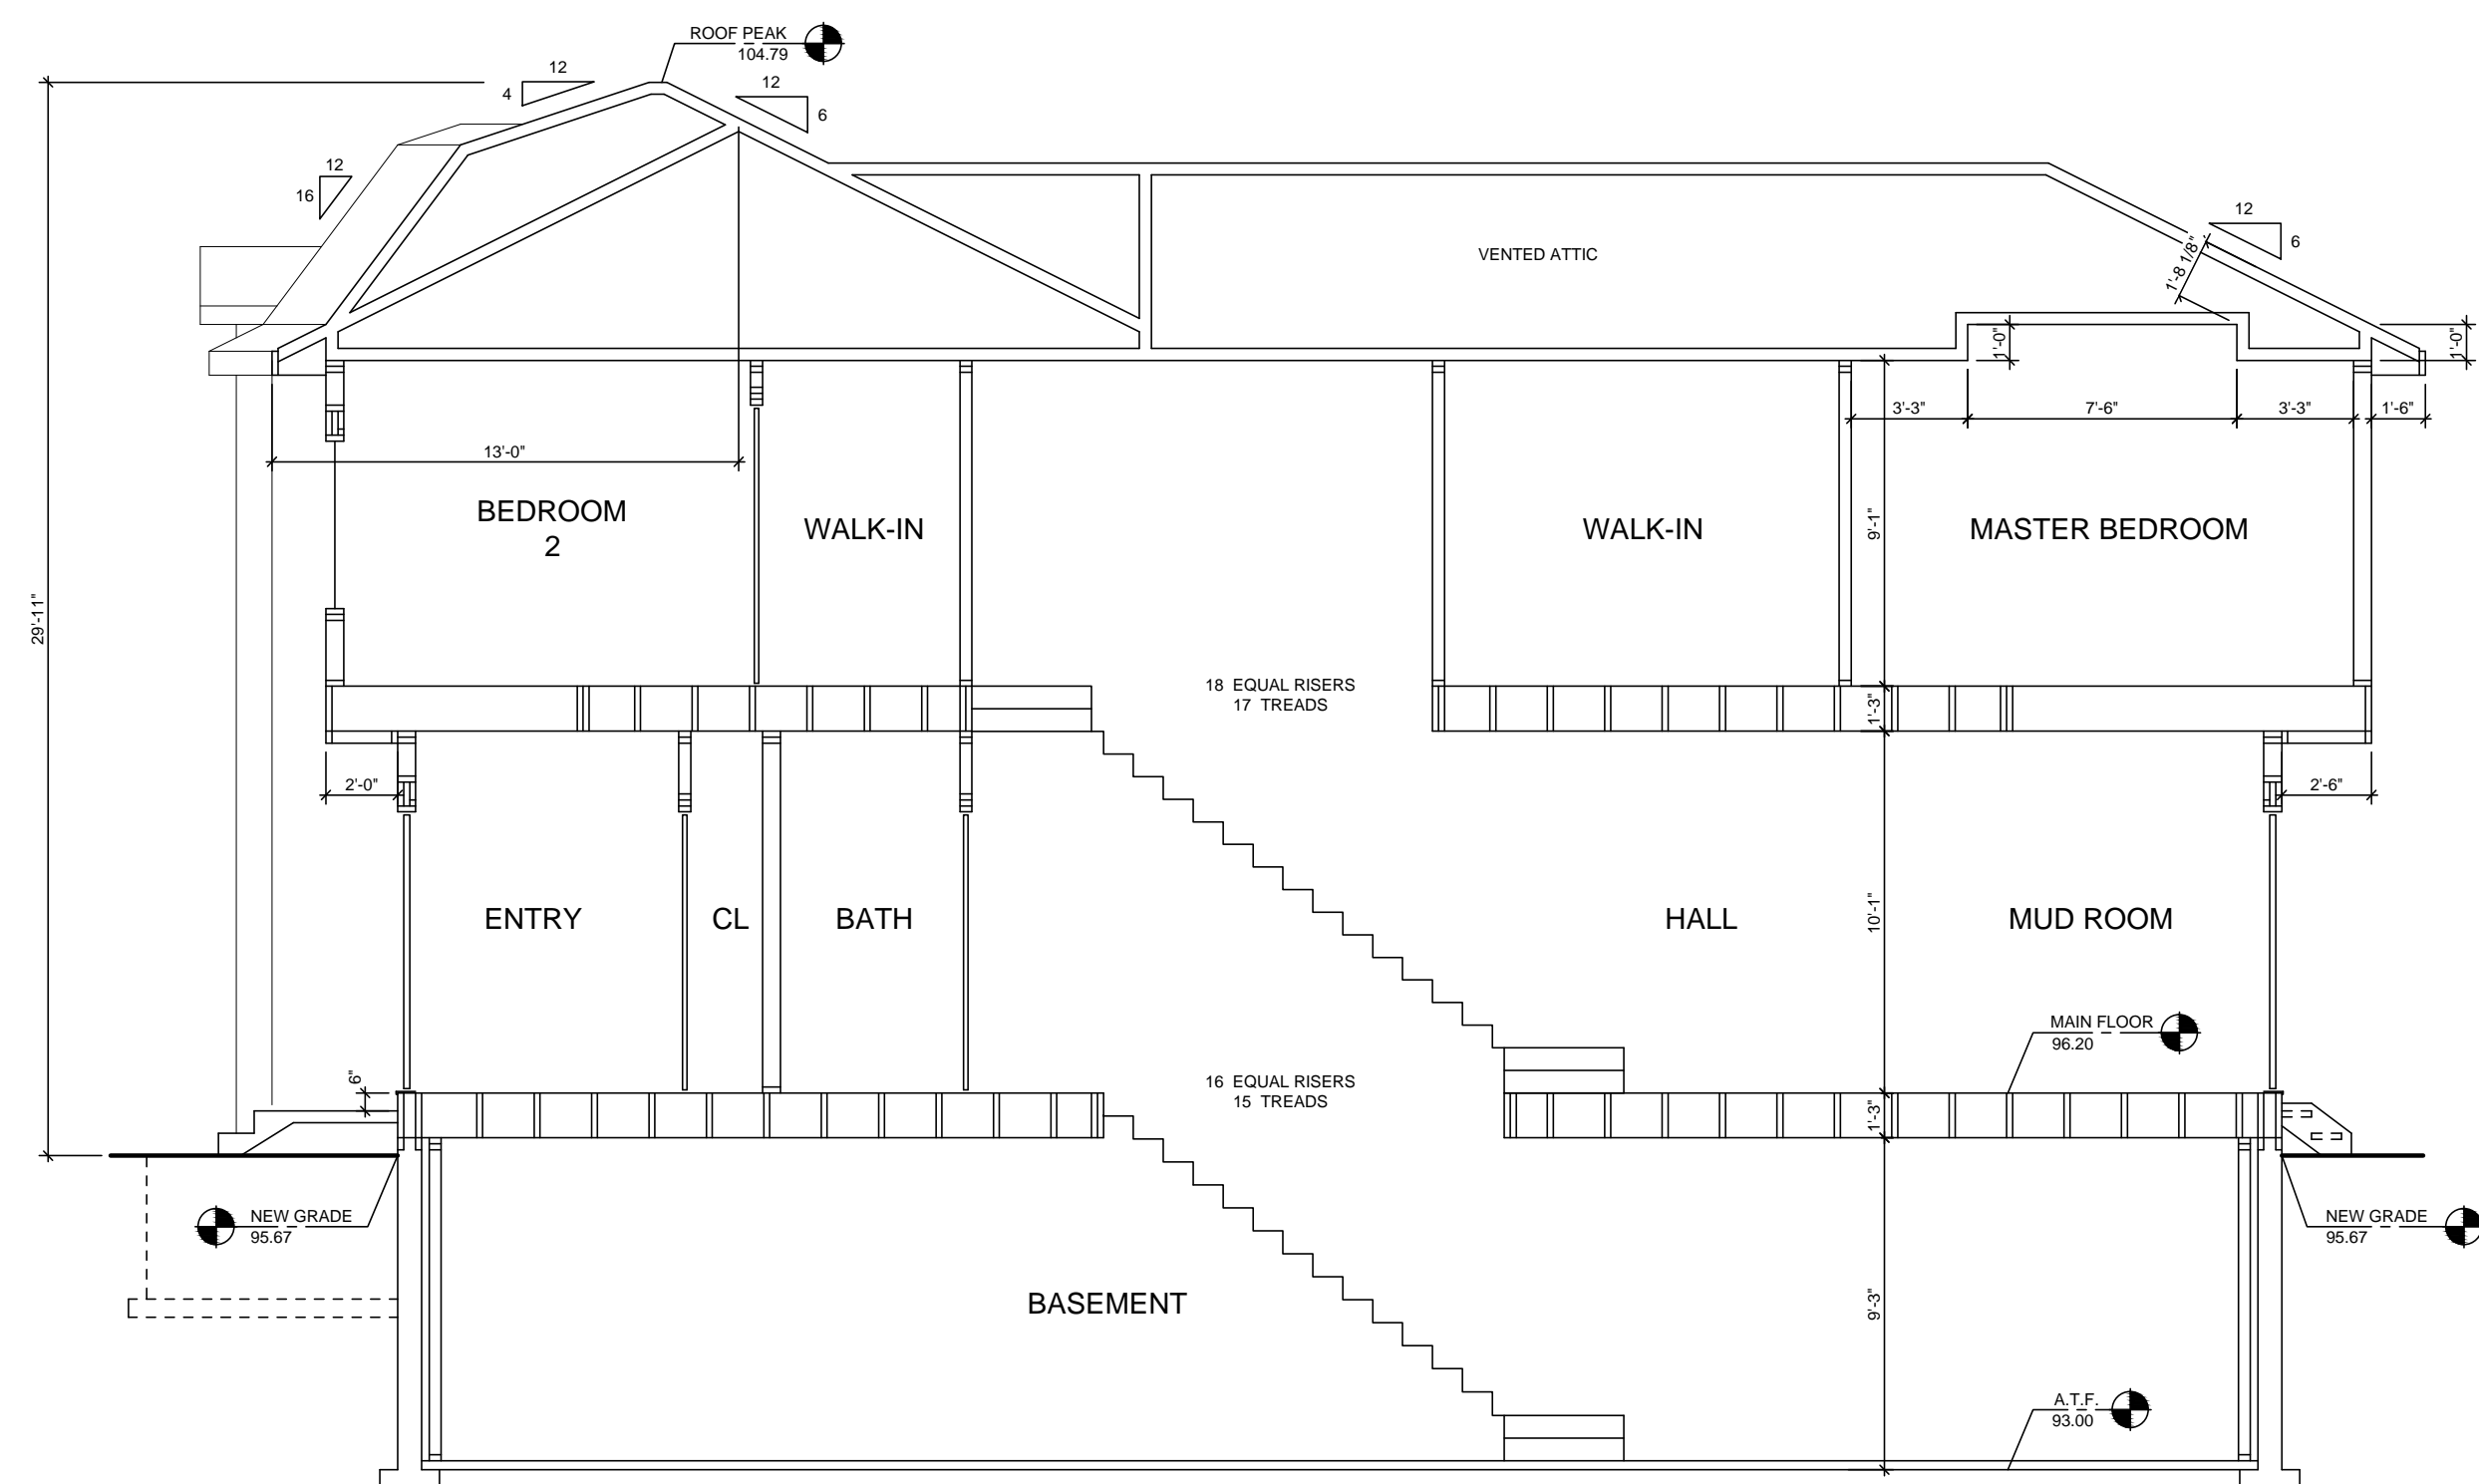 ROOF PEAK
104.79
12
4
12
6
12
16
12
6
VENTED ATTIC
1'-8 1/8"
1'-0"
1'-0"
3'-3"
7'-6"
3'-3"
1'-6"
13'-0"
BEDROOM
2
WALK-IN
WALK-IN
9'-1"
MASTER BEDROOM
29'-11"
18 EQUAL RISERS
17 TREADS
1'-3"
2'-0"
2'-6"
ENTRY
CL
BATH
HALL
10'-1"
MUD ROOM
MAIN FLOOR
96.20
6"
16 EQUAL RISERS
15 TREADS
1'-3"
NEW GRADE
95.67
NEW GRADE
95.67
BASEMENT
9'-3"
A.T.F.
93.00